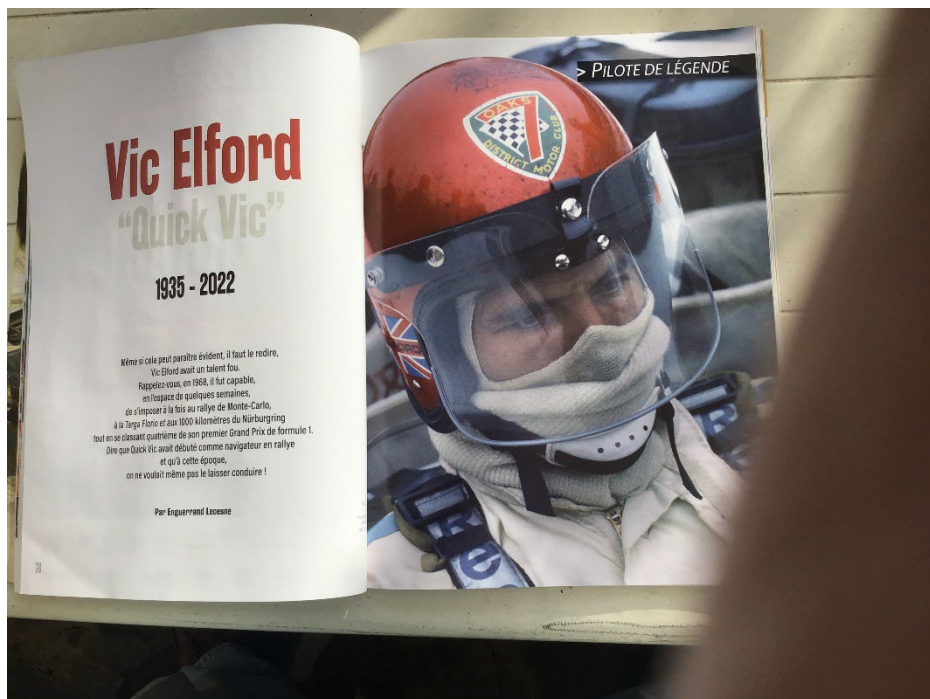 Vic Elford
“Quick Vic”
1935 - 2022
Même si cela peut paraître évident, il faut le redire,
Vic Elford avait un talent fou.
Rappelez-vous, en 1968, il fut capable,
en l'espace de quelques semaines,
de s'imposer à la fois au rallye de Monte-Carlo,
à la Targa Florio et aux 1000 kilomètres du Nürburgring
tout en se classant quatrième de son premier Grand Prix de formule 1.
Dire que Quick Vic avait débuté comme navigateur en rallye
et qu'à cette époque,
on ne voulait même pas le laisser conduire !
Par Enguerrand Lecesne
> PILOTE DE LÉGENDE
7 OAKS
DISTRICT MOTOR CLUB